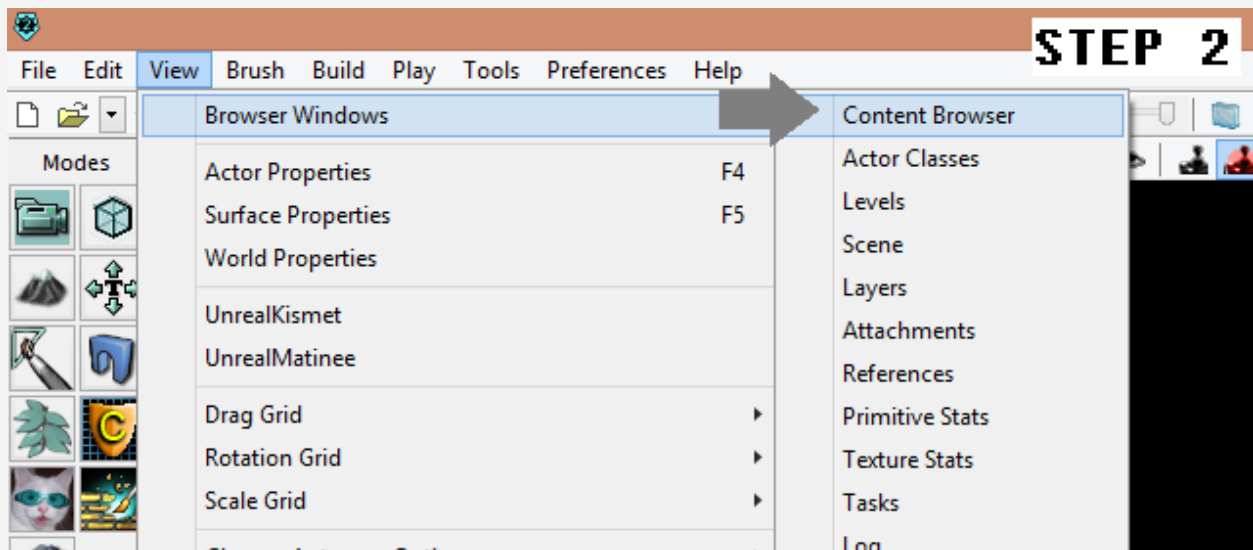 STEP 2
File Edit View Brush Build Play Tools Preferences Help
Modes
Browser Windows
Actor Properties F4
Surface Properties F5
World Properties
UnrealKismet
UnrealMatinee
Drag Grid
Rotation Grid
Scale Grid
Content Browser
Actor Classes
Levels
Scene
Layers
Attachments
References
Primitive Stats
Texture Stats
Tasks
Log